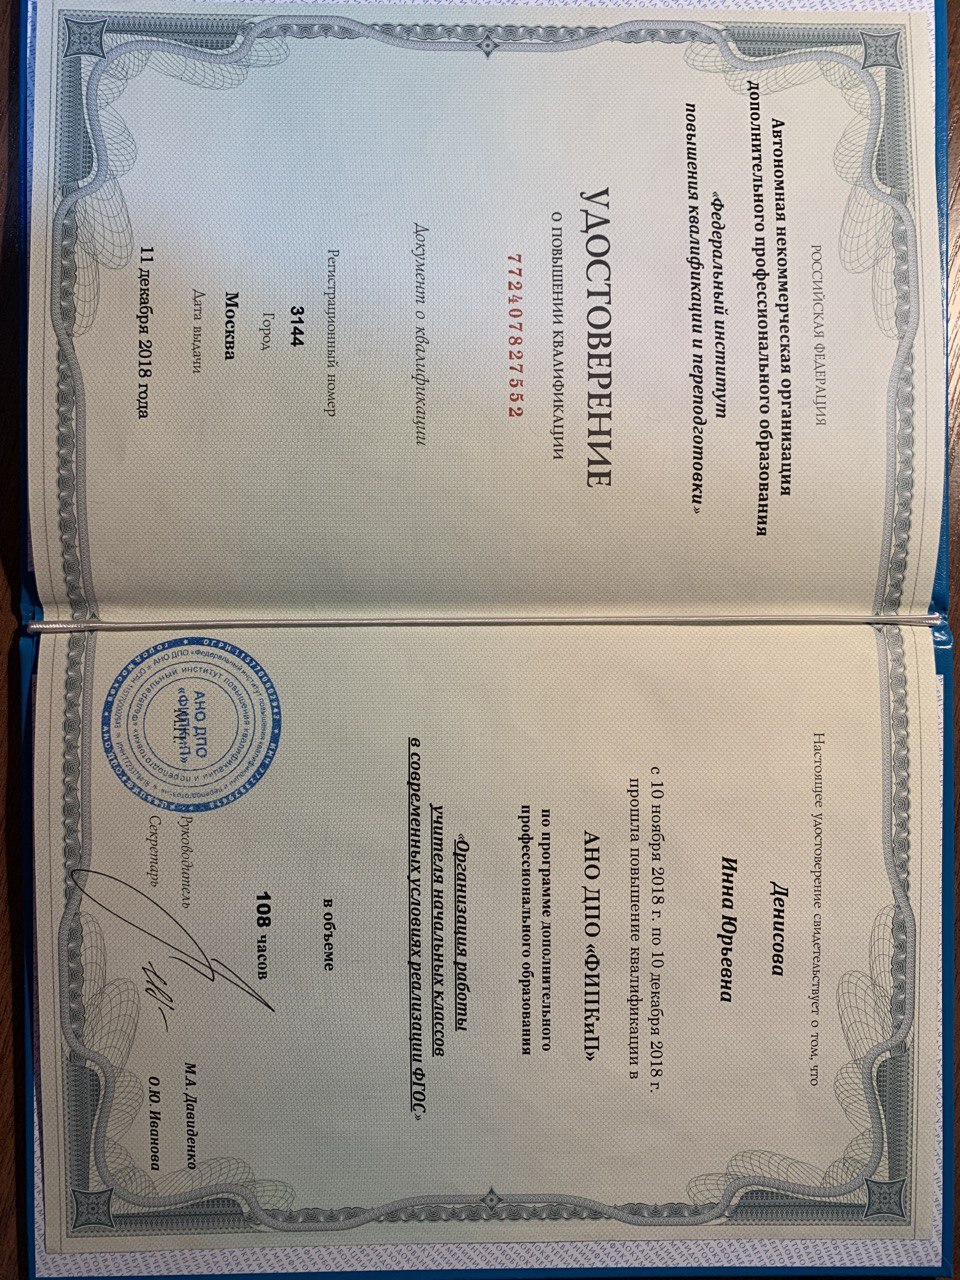 РОССИЙСКАЯ ФЕДЕРАЦИЯ
Автономная некоммерческая организация
дополнительного профессионального образования
«Федеральный институт
повышения квалификации и переподготовки»
УДОСТОВЕРЕНИЕ
О ПОВЫШЕНИИ КВАЛИФИКАЦИИ
772407827552
Документ о квалификации
Регистрационный номер
3144
Город
Москва
Дата выдачи
11 декабря 2018 года
Настоящее удостоверение свидетельствует о том, что
Денисова
Инна Юрьевна
с 10 ноября 2018 г. по 10 декабря 2018 г.
прошла повышение квалификации в
АНО ДПО «ФИПКиП»
по программе дополнительного
профессионального образования
«Организация работы
учителя начальных классов
в современных условиях реализации ФГОС»
в объеме
108 часов
Руководитель
М.А. Давиденко
Секретарь
О.Ю. Иванова
АНО ДПО
«ФИПКиП»
М.П.